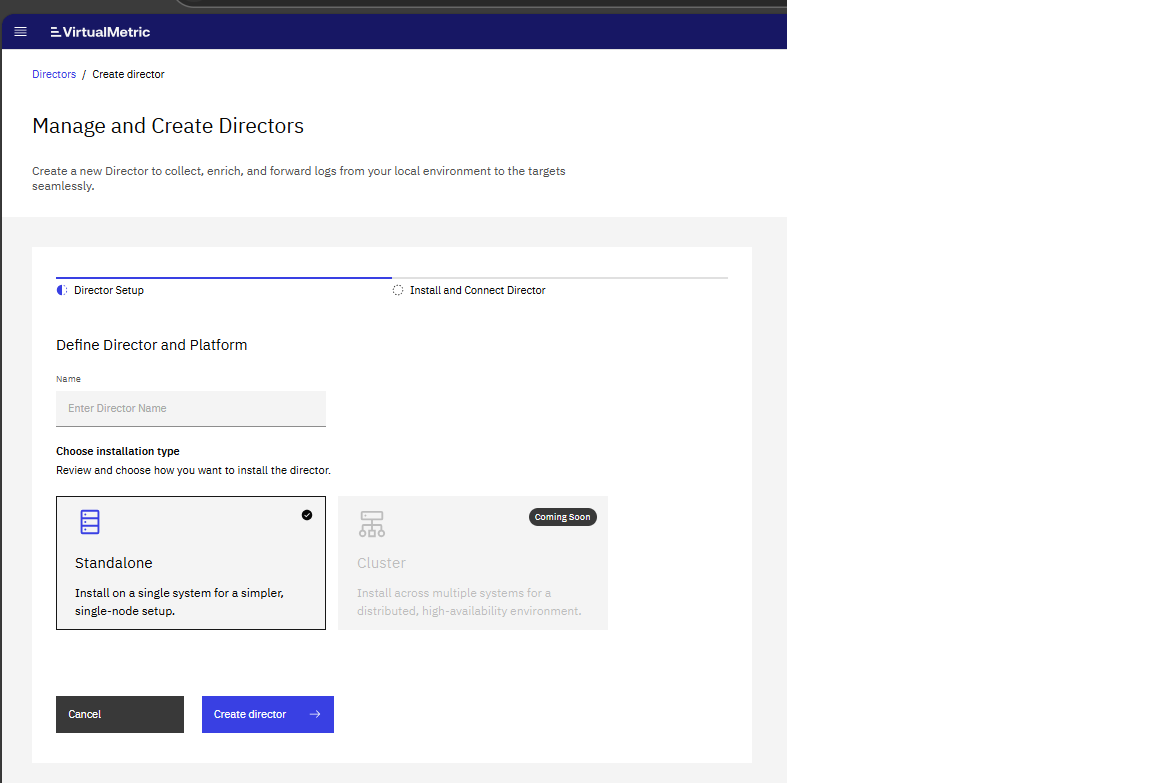 VirtualMetric
Directors / Create director
Manage and Create Directors
Create a new Director to collect, enrich, and forward logs from your local environment to the targets
seamlessly.
Director Setup
Install and Connect Director
Define Director and Platform
Name
Enter Director Name
Choose installation type
Review and choose how you want to install the director.
Standalone
Install on a single system for a simpler,
single-node setup.
Coming Soon
Cluster
Install across multiple systems for a
distributed, high-availability environment.
Cancel
Create director